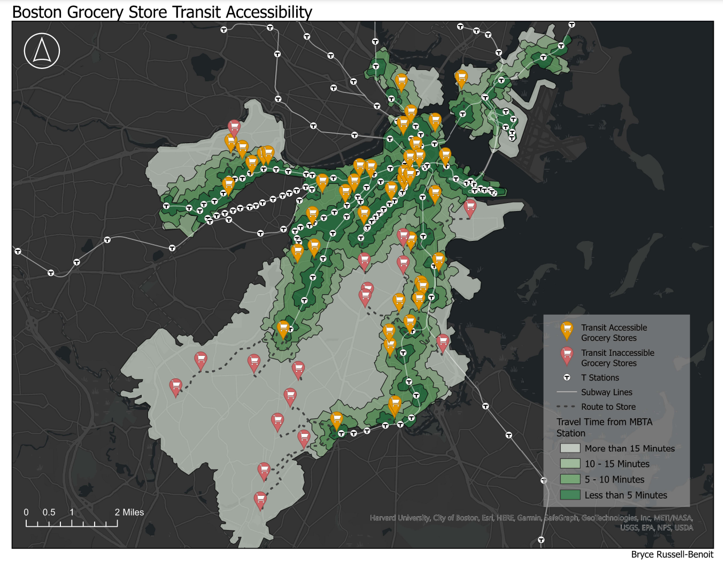 Boston Grocery Store Transit Accessibility
Transit Accessible
Grocery Stores
Transit Inaccessible
Grocery Stores
T Stations
Subway Lines
Route to Store
Travel Time from MBTA
Station
More than 15 Minutes
10 - 15 Minutes
5 - 10 Minutes
Less than 5 Minutes
0 0.5 1 2 Miles
Harvard University, City of Boston, Esri, HERE, Garmin, SafeGraph, GeoTechnologies, Inc, METI/NASA,
USGS, EPA, NPS, USDA
Bryce Russell-Benoit